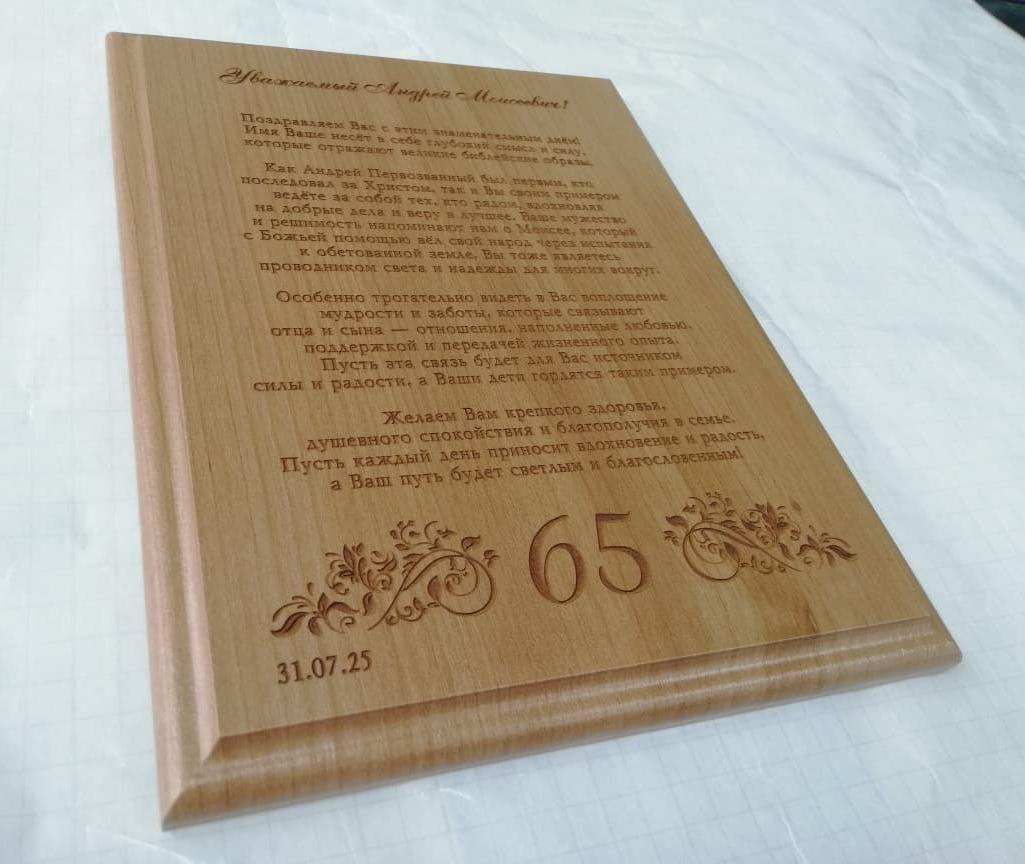 Уважаемый Андрей Моисеевич!
Поздравляем Вас с этим знаменательным днём!
Имя Ваше несёт в себе глубокий смысл и силу,
которые отражают великие библейские образы.
Как Андрей Первозванный был первым, кто
последовал за Христом, так и Вы своим примером
ведёте за собой тех, кто рядом, вдохновляя
на добрые дела и веру в лучшее. Ваше мужество
и решимость напоминают нам о Моисее, который
с Божьей помощью вёл свой народ через испытания
к обетованной земле. Вы тоже являетесь
проводником света и надежды для многих вокруг.
Особенно трогательно видеть в Вас воплощение
мудрости и заботы, которые связывают
отца и сына — отношения, наполненные любовью,
поддержкой и передачей жизненного опыта.
Пусть эта связь будет для Вас источником
силы и радости, а Ваши дети гордятся таким примером.
Желаем Вам крепкого здоровья,
душевного спокойствия и благополучия в семье.
Пусть каждый день приносит вдохновение и радость,
а Ваш путь будет светлым и благословенным!
65
31.07.25